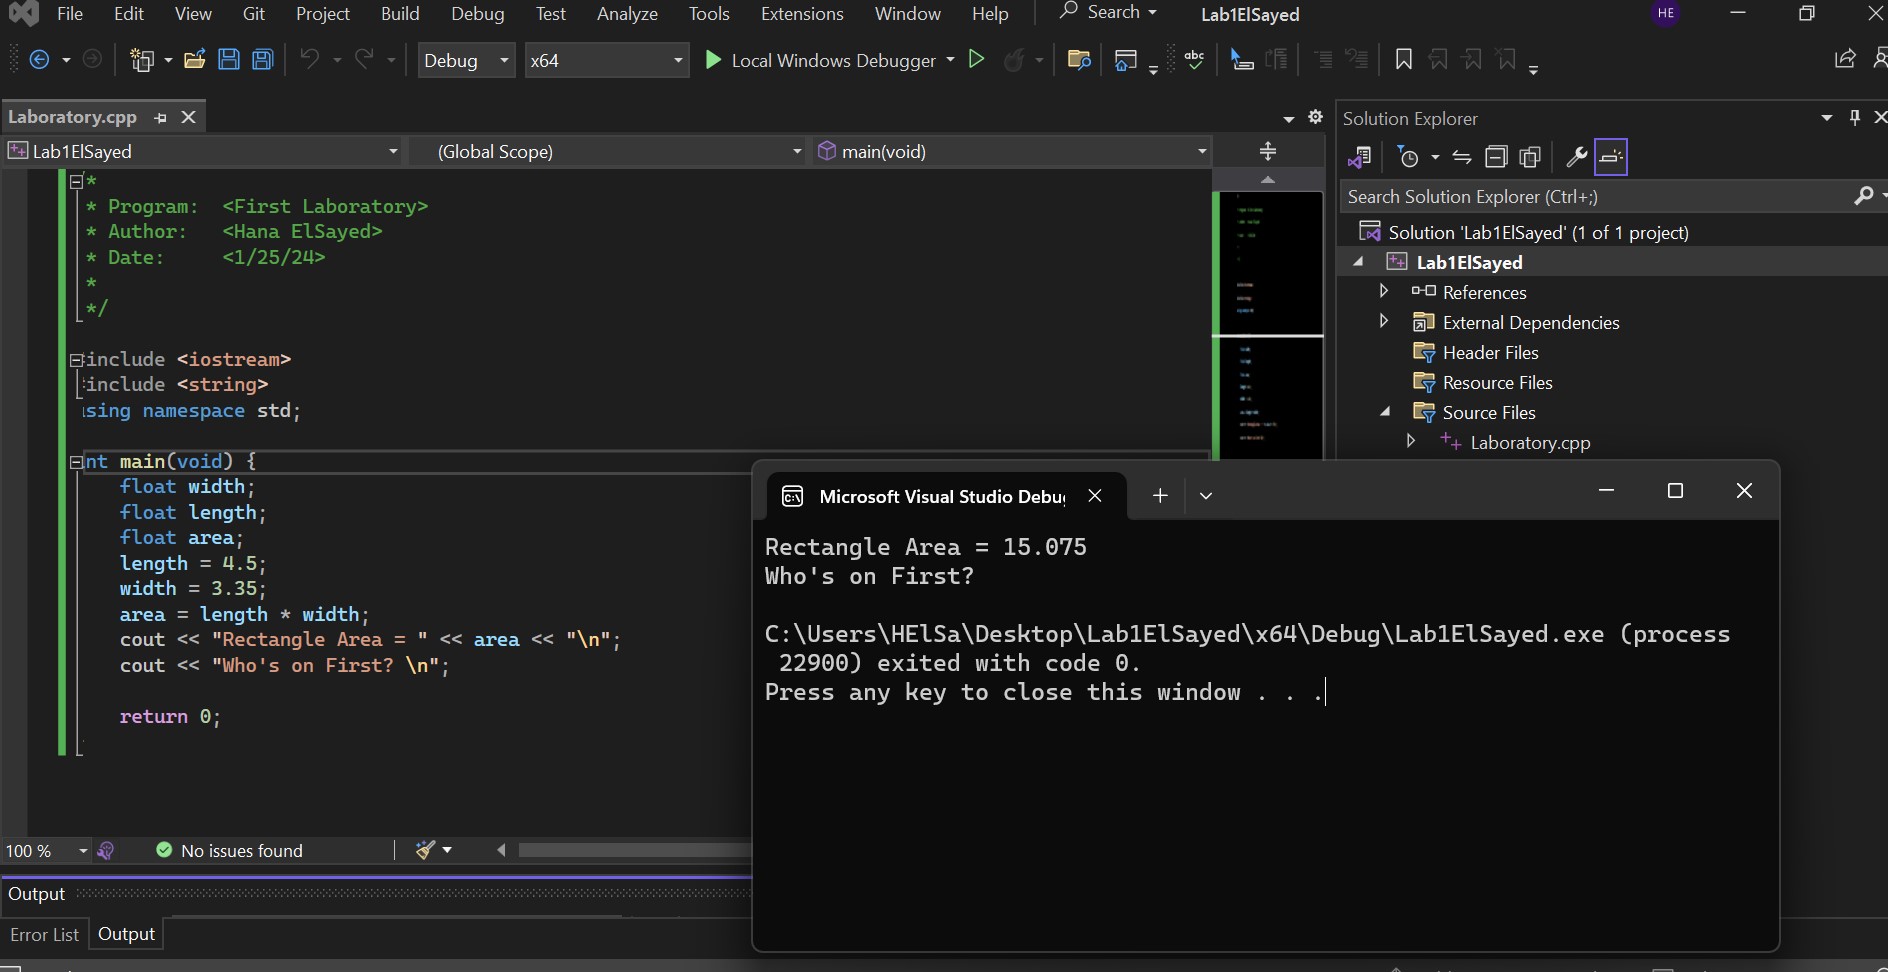 File Edit View Git Project Build Debug Test Analyze Tools Extensions Window Help Search Lab1ElSayed HE
Debug x64 Local Windows Debugger abc
Laboratory.cpp
Lab1ElSayed (Global Scope) main(void)
/*
* Program: <First Laboratory>
* Author: <Hana ElSayed>
* Date: <1/25/24>
*
*/
#include <iostream>
#include <string>
using namespace std;
int main(void) {
float width;
float length;
float area;
length = 4.5;
width = 3.35;
area = length * width;
cout << "Rectangle Area = " << area << "\n";
cout << "Who's on First? \n";
return 0;
100 % No issues found
Output
Error List Output
Solution Explorer
Search Solution Explorer (Ctrl+;)
Solution 'Lab1ElSayed' (1 of 1 project)
Lab1ElSayed
References
External Dependencies
Header Files
Resource Files
Source Files
Laboratory.cpp
Microsoft Visual Studio Debu
Rectangle Area = 15.075
Who's on First?
C:\Users\HElSa\Desktop\Lab1ElSayed\x64\Debug\Lab1ElSayed.exe (process
22900) exited with code 0.
Press any key to close this window . . .